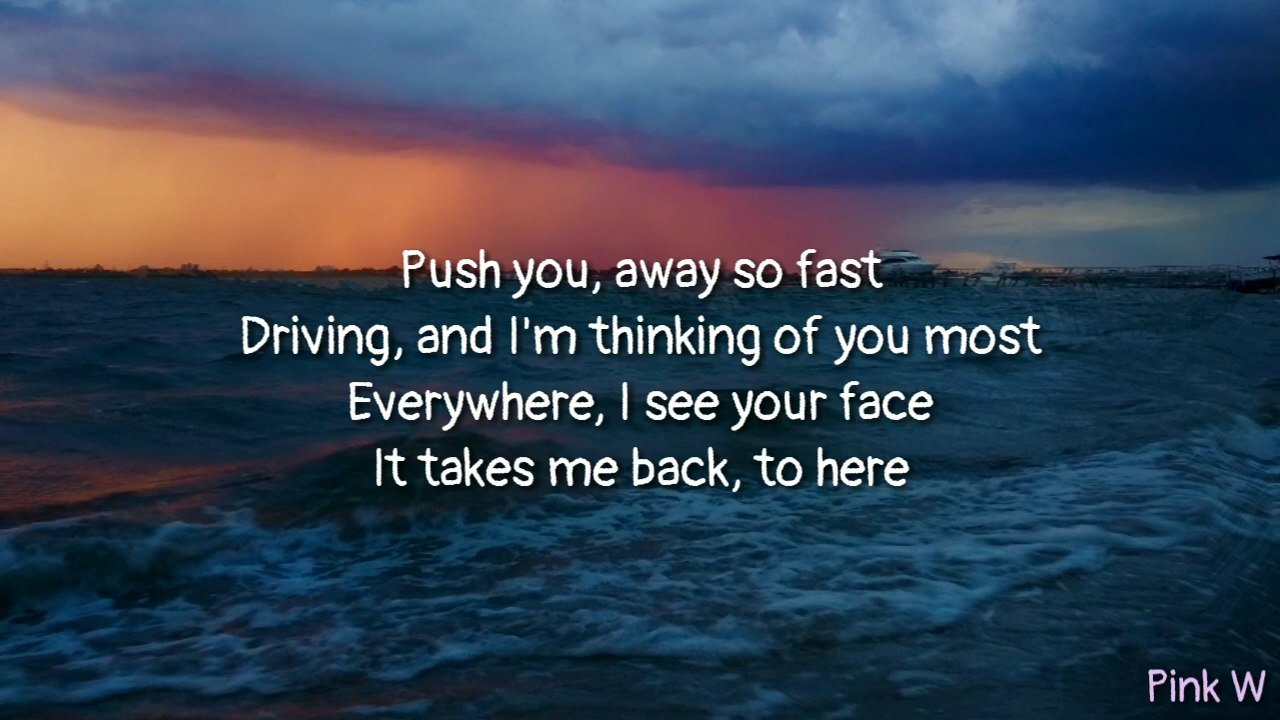 Push you, away so fast
Driving, and I'm thinking of you most
Everywhere, I see your face
It takes me back, to here
Pink W